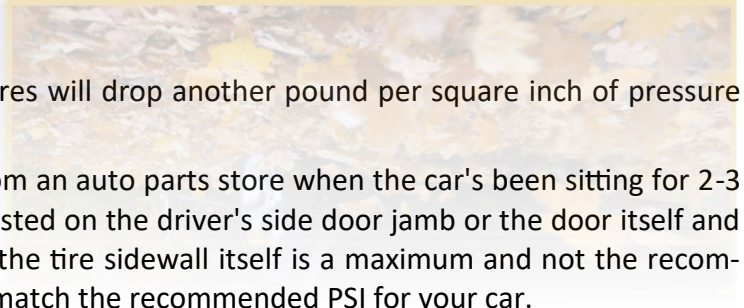 res will drop another pound per square inch of pressure
om an auto parts store when the car's been sitting for 2-3
sted on the driver's side door jamb or the door itself and
the tire sidewall itself is a maximum and not the recom-
match the recommended PSI for your car.